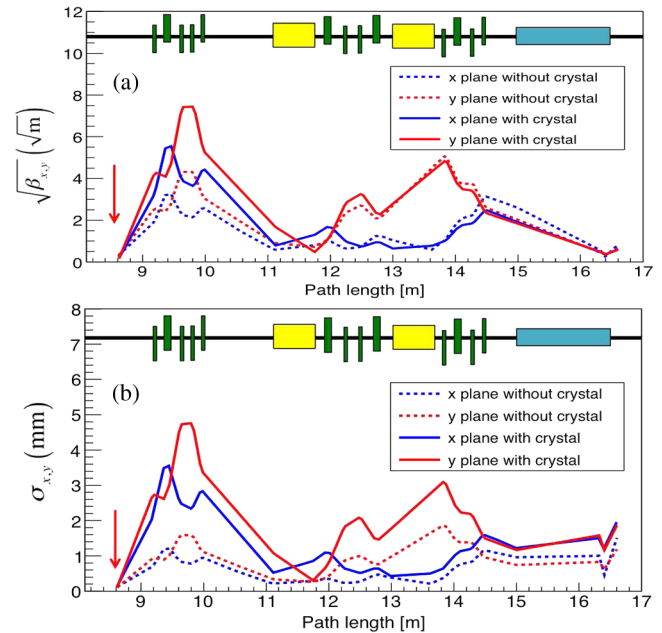 12
10
8
6
4
2
0
√β x,y (√m)
(a)
x plane without crystal
y plane without crystal
x plane with crystal
y plane with crystal
9 10 11 12 13 14 15 16 17
Path length [m]
8
7
6
5
4
3
2
1
0
σ x,y (mm)
(b)
x plane without crystal
y plane without crystal
x plane with crystal
y plane with crystal
9 10 11 12 13 14 15 16 17
Path length [m]